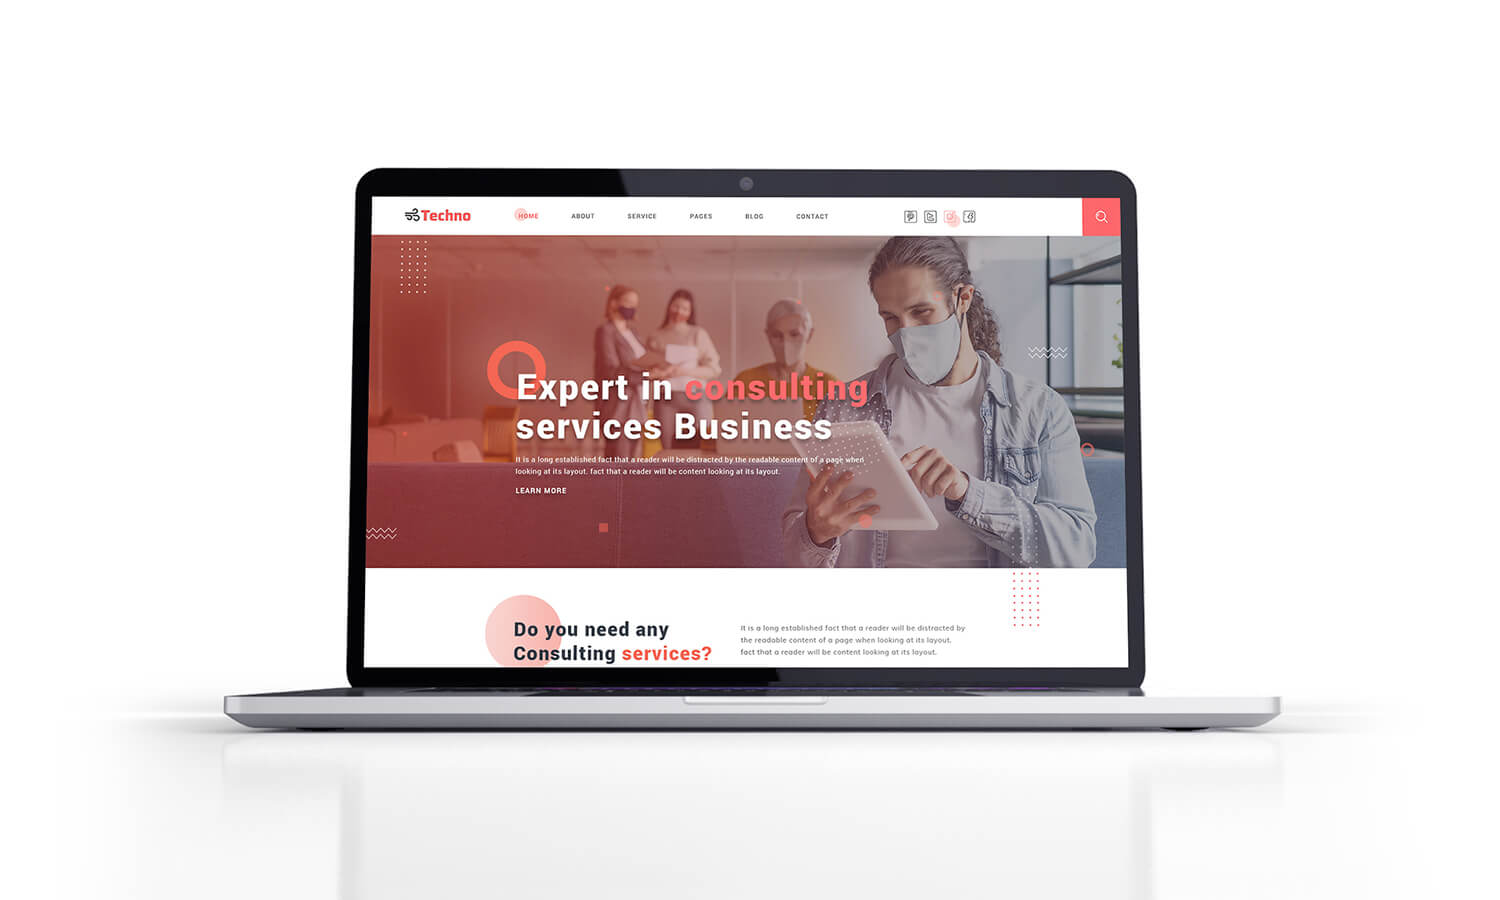 Techno
HOME ABOUT SERVICE PAGES BLOG CONTACT
Expert in consulting
services Business
It is a long established fact that a reader will be distracted by the readable content of a page when
looking at its layout. fact that a reader will be content looking at its layout.
LEARN MORE
Do you need any
Consulting services?
It is a long established fact that a reader will be distracted by
the readable content of a page when looking at its layout.
fact that a reader will be content looking at its layout.